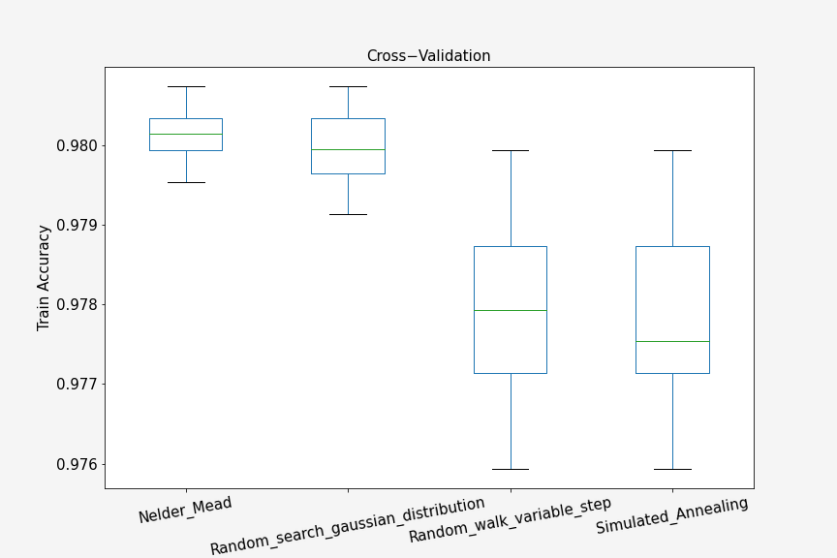 Cross−Validation
Train Accuracy
0.980
0.979
0.978
0.977
0.976
Nelder_Mead
Random_search_gaussian_distribution
Random_walk_variable_step
Simulated_Annealing